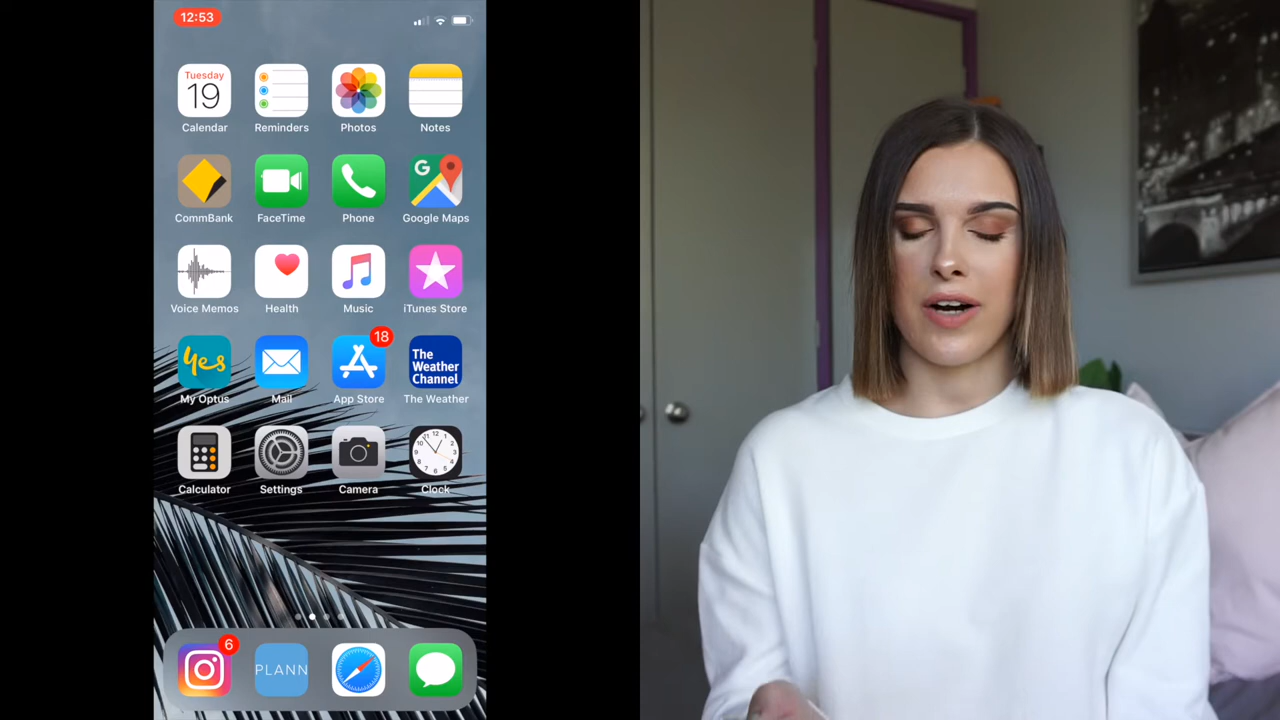 12:53
Tuesday
19
Calendar
Reminders
Photos
Notes
CommBank
FaceTime
Phone
G
Google Maps
Voice Memos
Health
Music
iTunes Store
yes
My Optus
Mail
18
App Store
The
Weather
Channel
The Weather
Calculator
Settings
Camera
Clock
6
PLANN